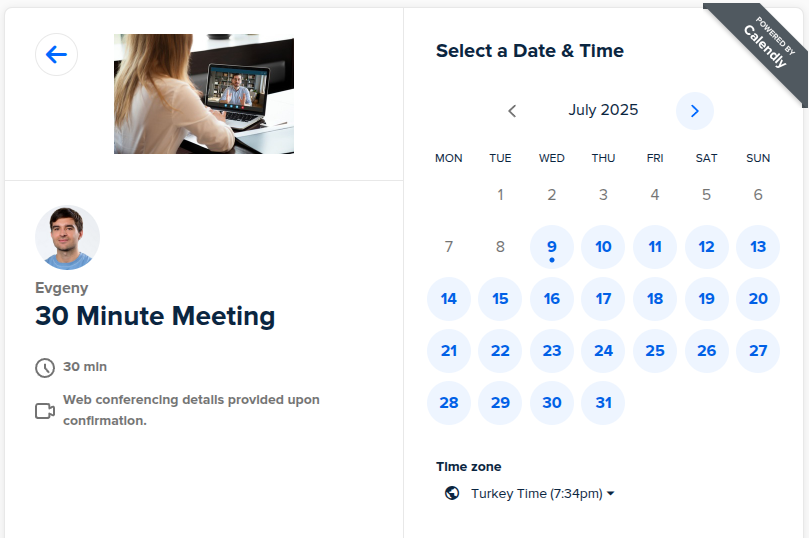 Evgeny
30 Minute Meeting
30 min
Web conferencing details provided upon
confirmation.
POWERED BY
Calendly
Select a Date & Time
July 2025
MON TUE WED THU FRI SAT SUN
1 2 3 4 5 6
7 8 9 10 11 12 13
14 15 16 17 18 19 20
21 22 23 24 25 26 27
28 29 30 31
Time zone
Turkey Time (7:34pm)